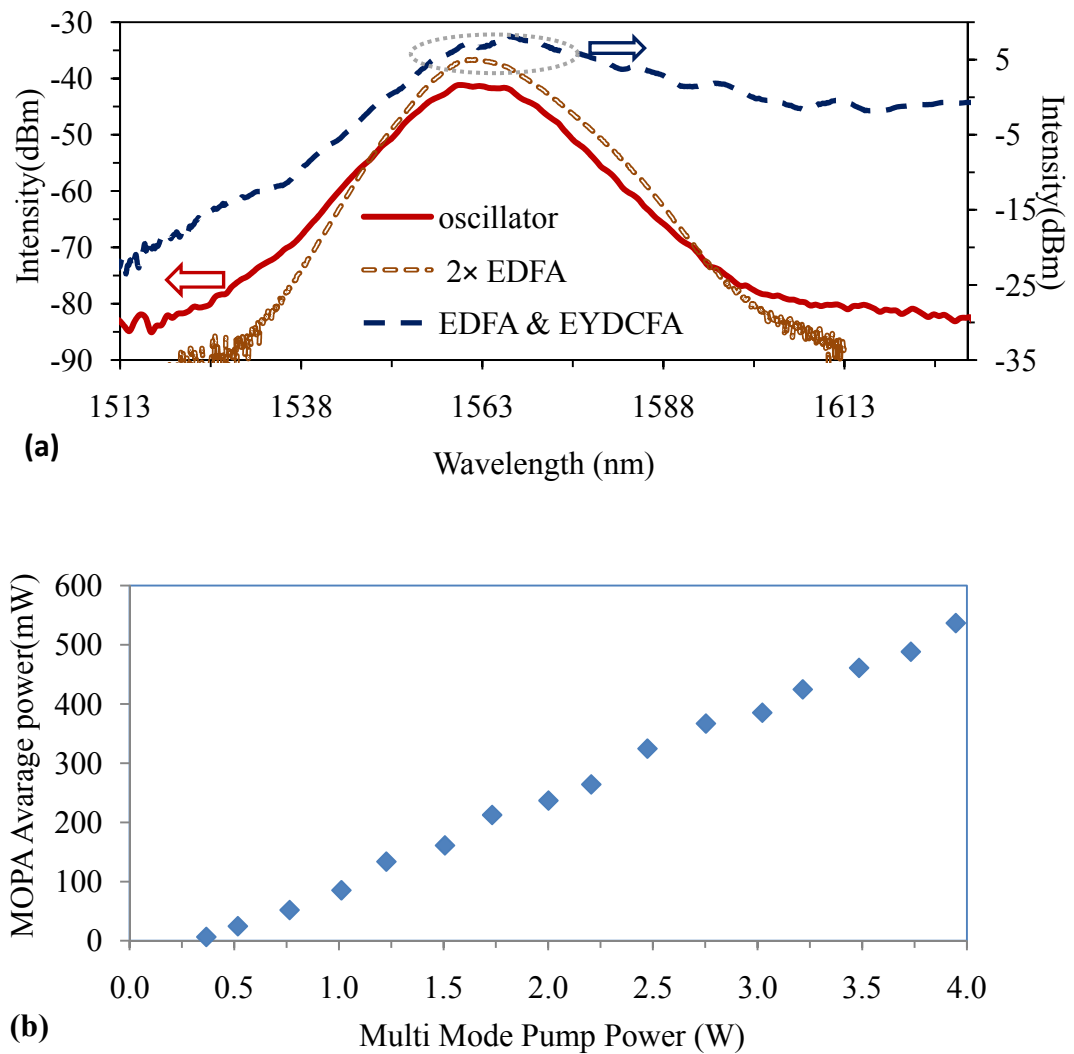 -30
-40
-50
-60
-70
-80
-90
Intensity(dBm)
5
-5
-15
-25
-35
Intensity(dBm)
oscillator
2× EDFA
EDFA & EYDCFA
1513 1538 1563 1588 1613
(a)
Wavelength (nm)
600
500
400
300
200
100
0
MOPA Avarage power(mW)
0.0 0.5 1.0 1.5 2.0 2.5 3.0 3.5 4.0
(b)
Multi Mode Pump Power (W)